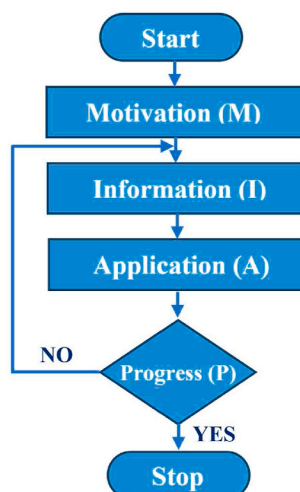 Start
Motivation (M)
Information (I)
Application (A)
Progress (P)
NO
YES
Stop